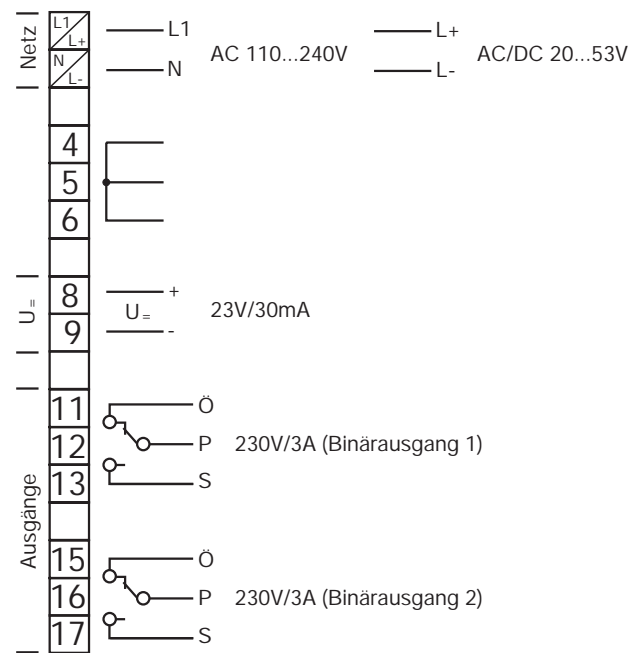 Netz
L1 L+
L1
AC 110...240V
L+
AC/DC 20...53V
N L-
N
L-
4
5
6
U=
8
+
U=
23V/30mA
9
-
Ausgänge
11
Ö
12
P
230V/3A (Binärausgang 1)
13
S
15
Ö
16
P
230V/3A (Binärausgang 2)
17
S